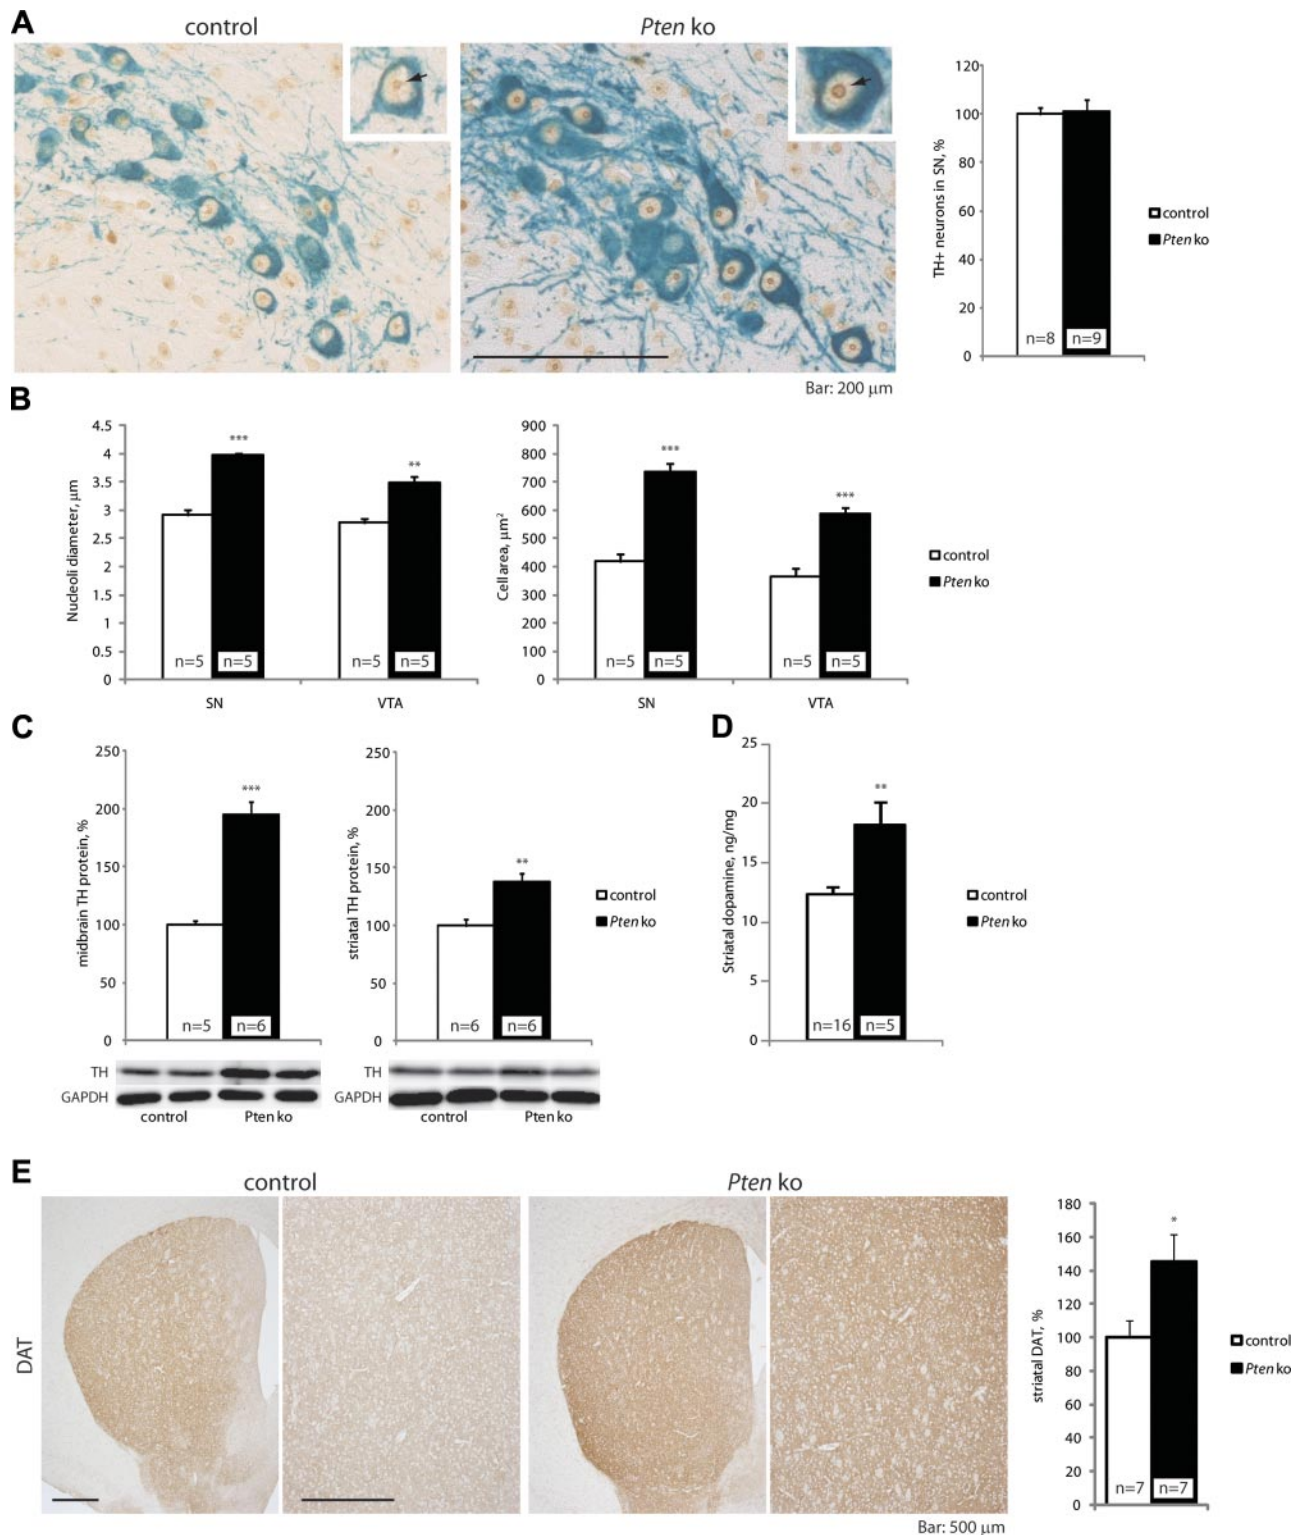 A
control
Pten ko
120
100
80
60
40
20
0
TH+ neurons in SN, %
n=8
n=9
control
Pten ko
Bar: 200 μm
B
4.5
4
3.5
3
2.5
2
1.5
1
0.5
0
Nucleoli diameter, μm
***
**
n=5
n=5
n=5
n=5
SN
VTA
900
800
700
600
500
400
300
200
100
0
Cell area, μm²
***
***
n=5
n=5
n=5
n=5
SN
VTA
control
Pten ko
C
250
200
150
100
50
0
midbrain TH protein, %
***
n=5
n=6
TH
GAPDH
control
Pten ko
250
200
150
100
50
0
striatal TH protein, %
**
n=6
n=6
TH
GAPDH
control
Pten ko
control
Pten ko
D
25
20
15
10
5
0
Striatal dopamine, ng/mg
**
n=16
n=5
control
Pten ko
E
control
Pten ko
DAT
Bar: 500 μm
180
160
140
120
100
80
60
40
20
0
striatal DAT, %
*
n=7
n=7
control
Pten ko